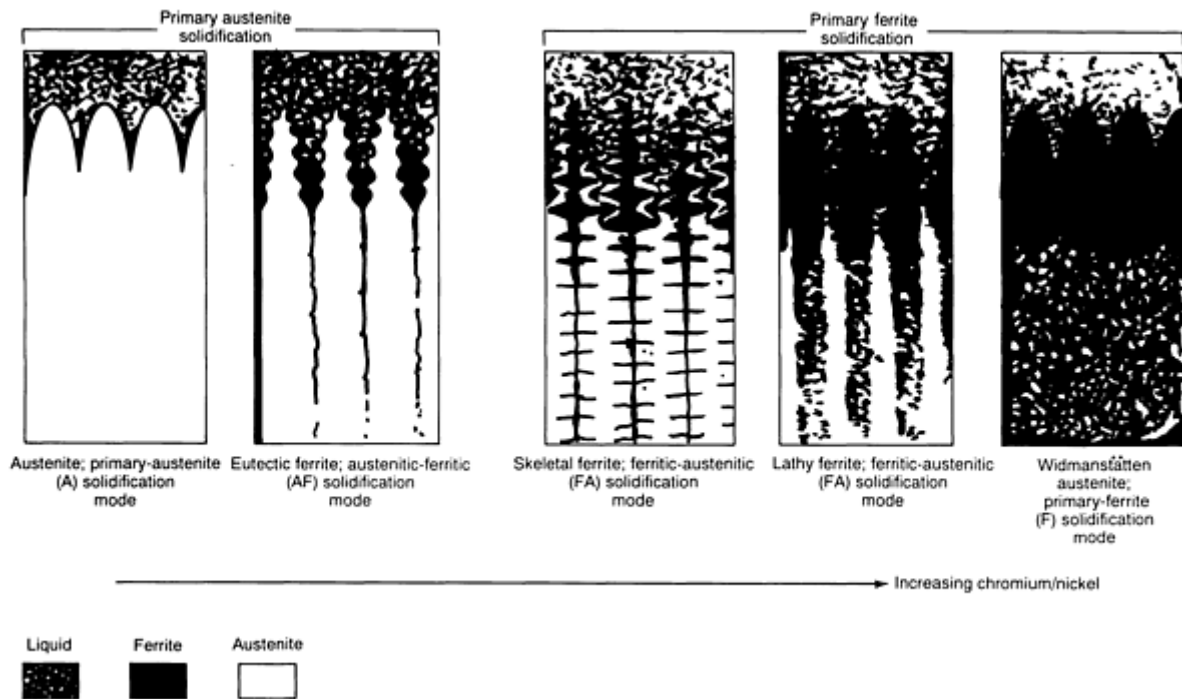 Primary austenite
solidification
Primary ferrite
solidification
Austenite; primary-austenite
(A) solidification
mode
Eutectic ferrite; austenitic-ferritic
(AF) solidification
mode
Skeletal ferrite; ferritic-austenitic
(FA) solidification
mode
Lathy ferrite; ferritic-austenitic
(FA) solidification
mode
Widmanstätten
austenite;
primary-ferrite
(F) solidification
mode
Increasing chromium/nickel
Liquid
Ferrite
Austenite